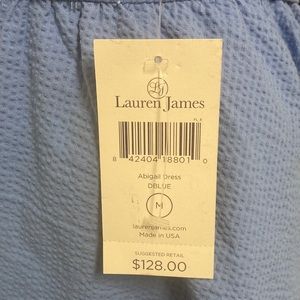 LJ
Lauren James
FL X
8 42404 18801 0
Abigail Dress
DBLUE
M
laurenjames.com
Made in USA
SUGGESTED RETAIL
$128.00